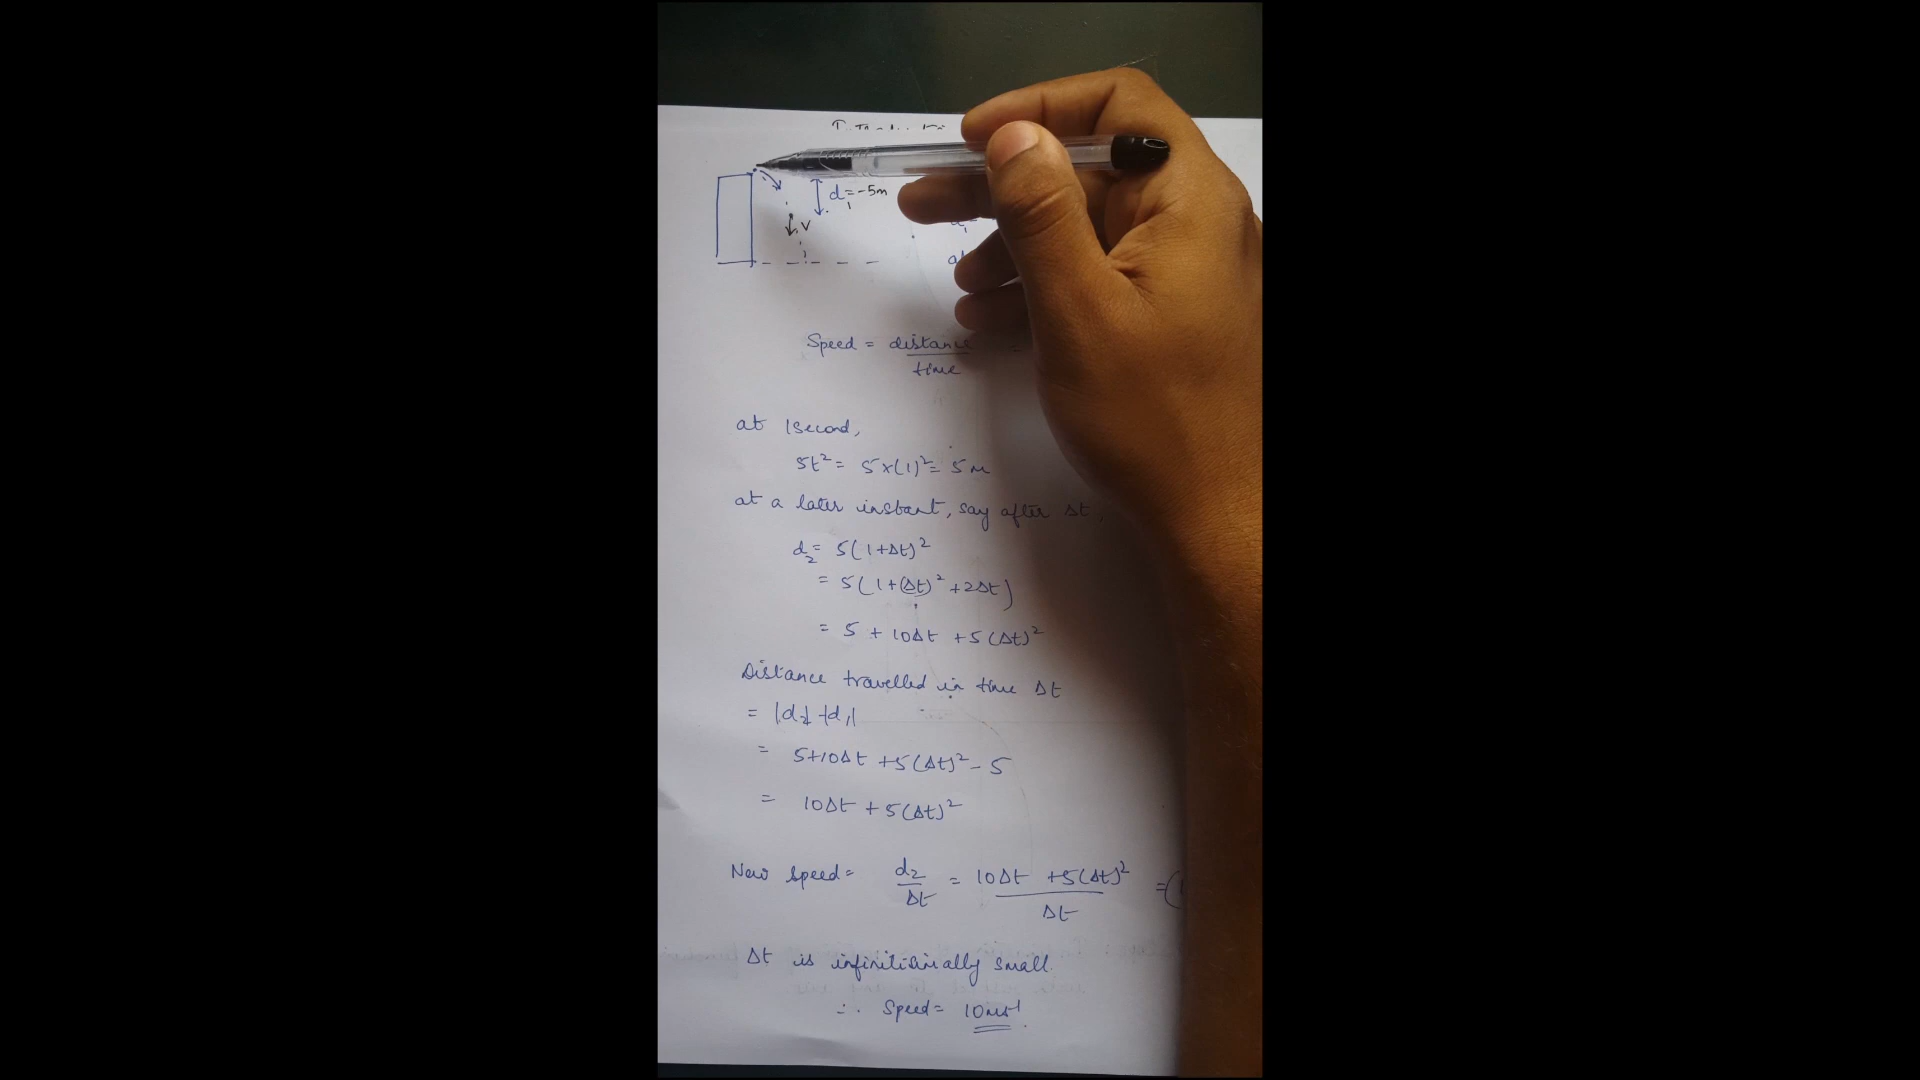 d₁=-5m
v
Speed = distance/time =
at 1second,
5t² = 5x(1)² = 5m
at a later instant, say after Δt,
d₂ = 5(1+Δt)²
= 5(1+(Δt)²+2Δt)
= 5 + 10Δt + 5(Δt)²
Distance travelled in time Δt
= |d₂|-|d₁|
= 5+10Δt +5(Δt)²- 5
= 10Δt + 5(Δt)²
New speed= d₂/Δt = 10Δt +5(Δt)²/Δt =(
Δt is infinitisimally small.
∴ Speed= 10ms⁻¹.